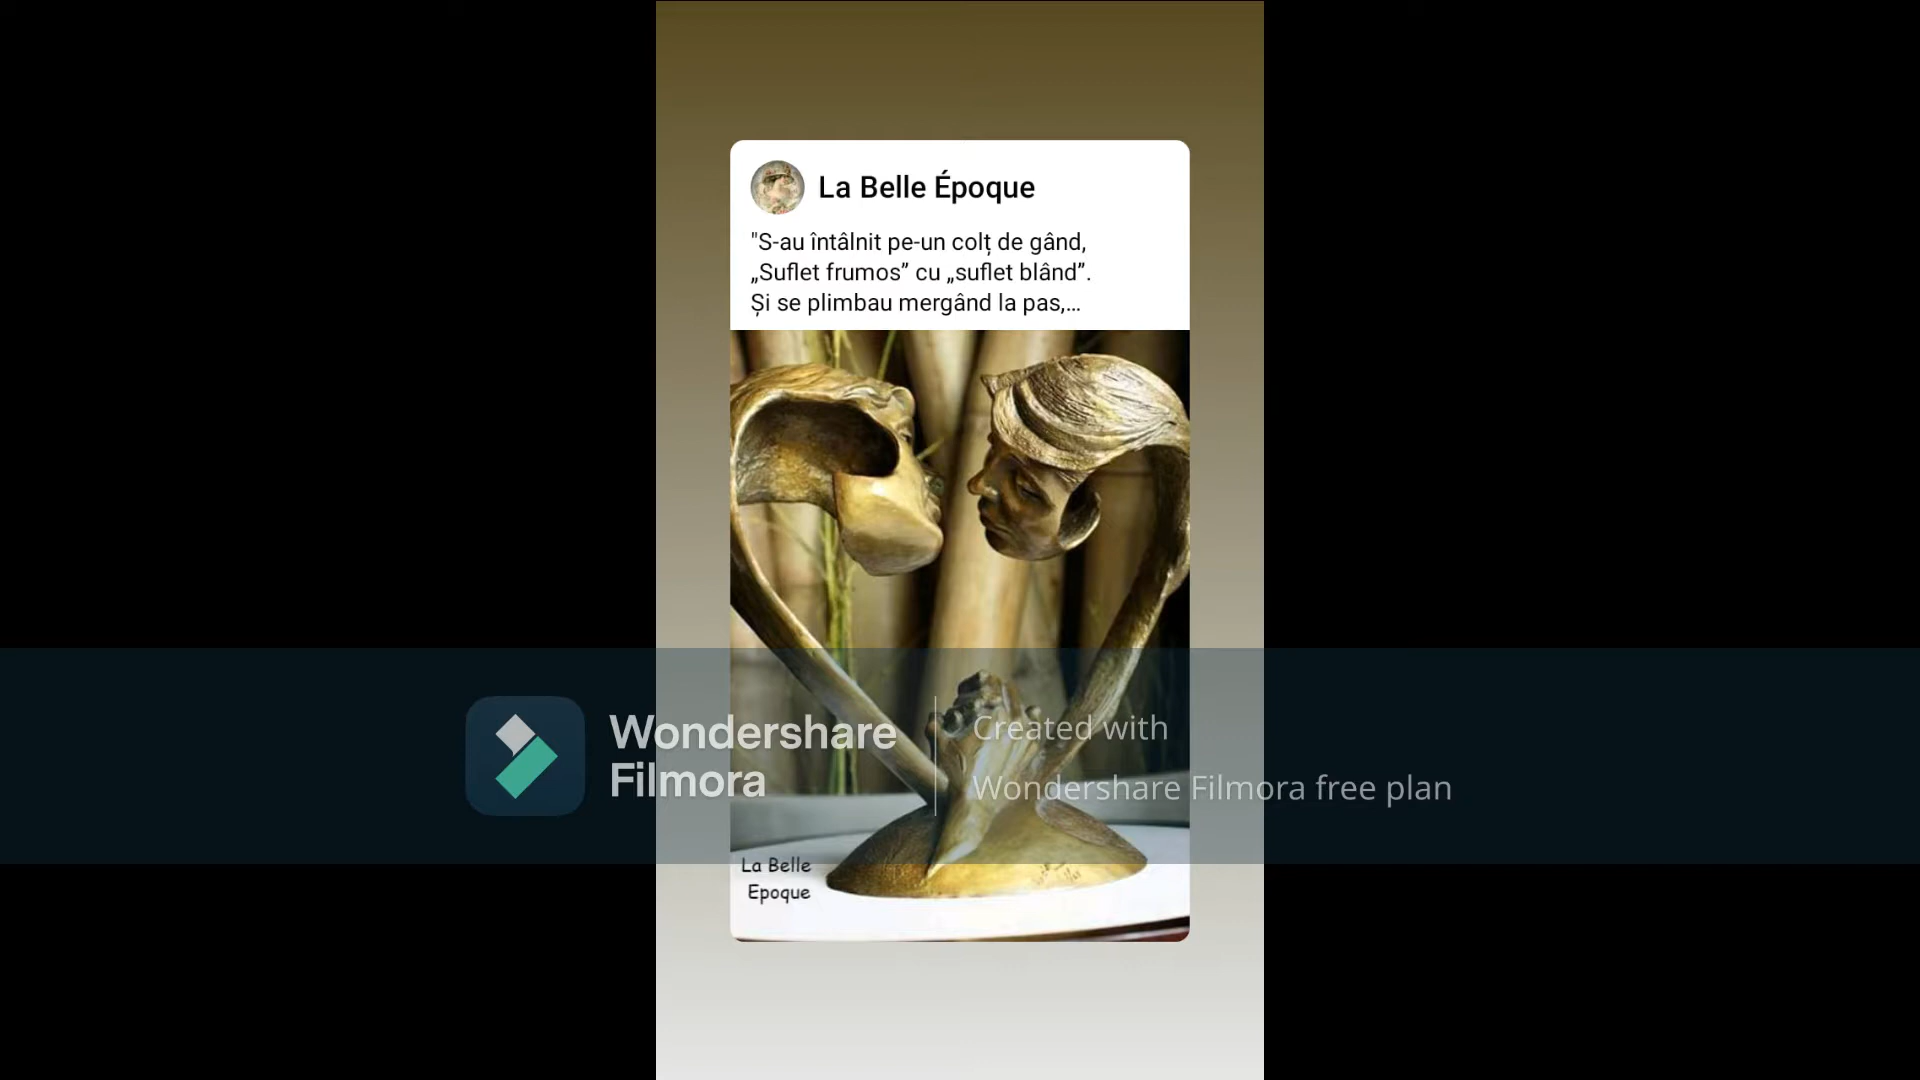 La Belle Époque
"S-au întâlnit pe-un colț de gând,
„Suflet frumos” cu „suflet blând”.
Și se plimbau mergând la pas,...
Wondershare
Filmora
Created with
Wondershare Filmora free plan
La Belle
Epoque